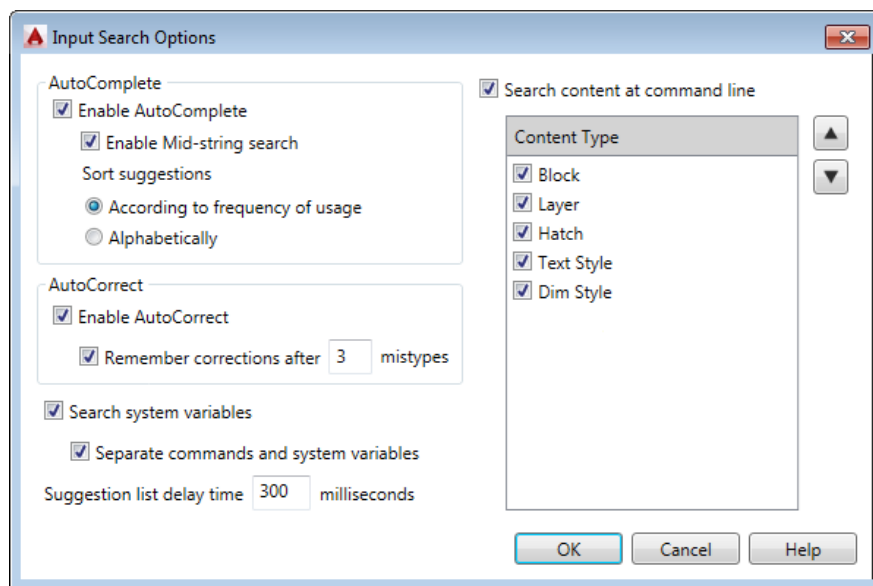 Input Search Options
AutoComplete
Enable AutoComplete
Enable Mid-string search
Sort suggestions
According to frequency of usage
Alphabetically
AutoCorrect
Enable AutoCorrect
Remember corrections after 3 mistypes
Search system variables
Separate commands and system variables
Suggestion list delay time 300 milliseconds
Search content at command line
Content Type
Block
Layer
Hatch
Text Style
Dim Style
OK Cancel Help